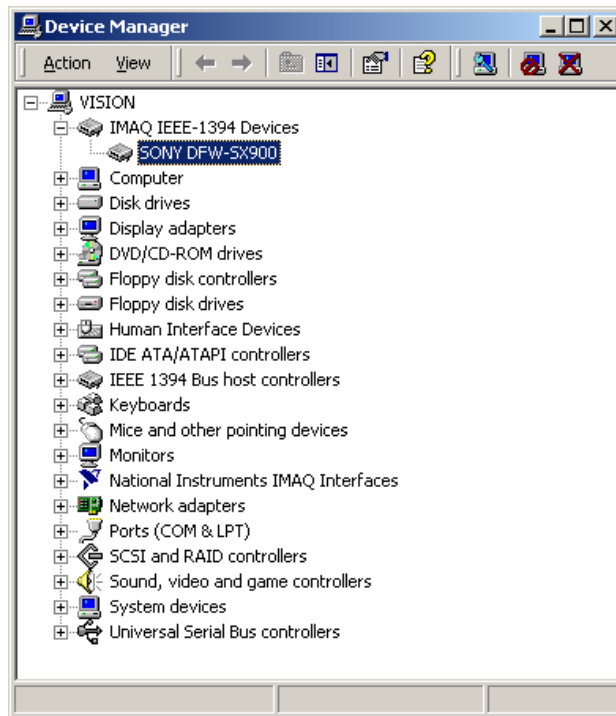 Device Manager
Action View
VISION
IMAQ IEEE-1394 Devices
SONY DFW-SX900
Computer
Disk drives
Display adapters
DVD/CD-ROM drives
Floppy disk controllers
Floppy disk drives
Human Interface Devices
IDE ATA/ATAPI controllers
IEEE 1394 Bus host controllers
Keyboards
Mice and other pointing devices
Monitors
National Instruments IMAQ Interfaces
Network adapters
Ports (COM & LPT)
SCSI and RAID controllers
Sound, video and game controllers
System devices
Universal Serial Bus controllers